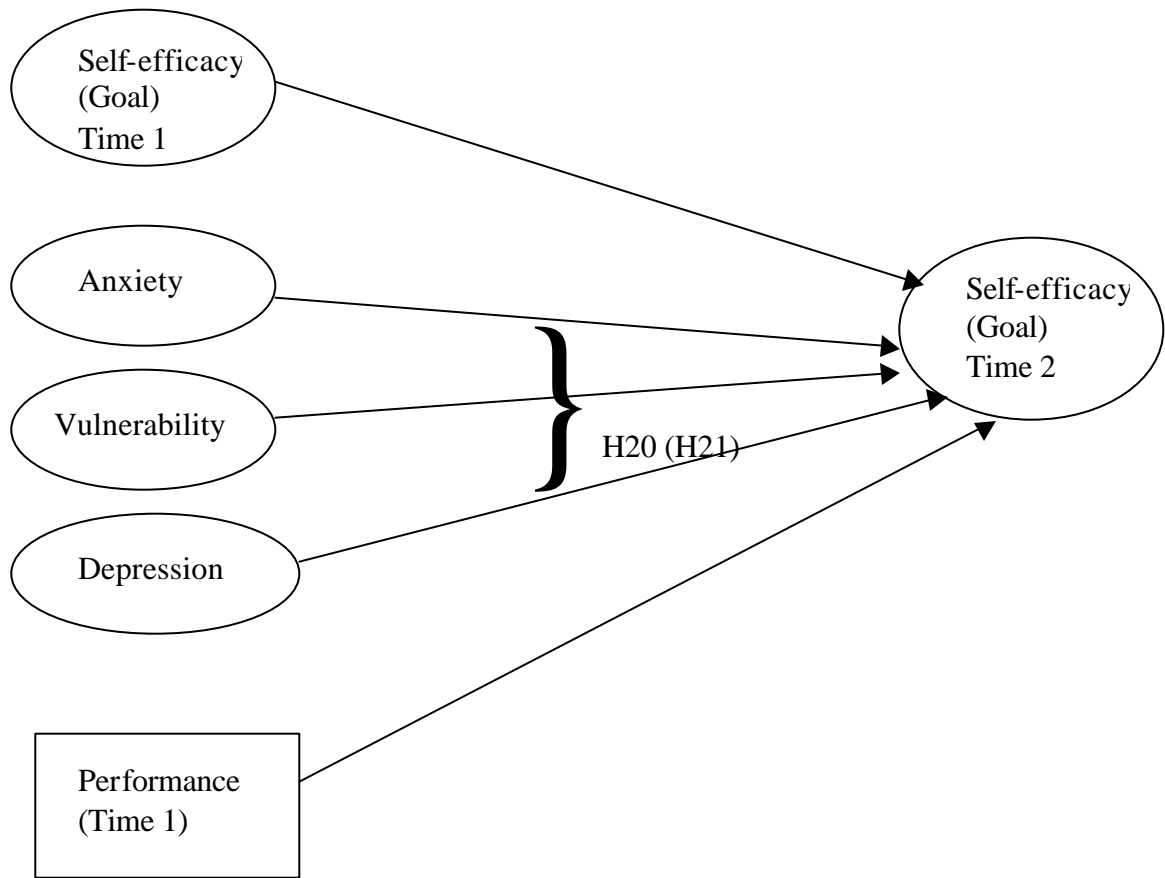 Self-efficacy
(Goal)
Time 1
Anxiety
Self-efficacy
(Goal)
Time 2
Vulnerability
H20 (H21)
Depression
Performance
(Time 1)